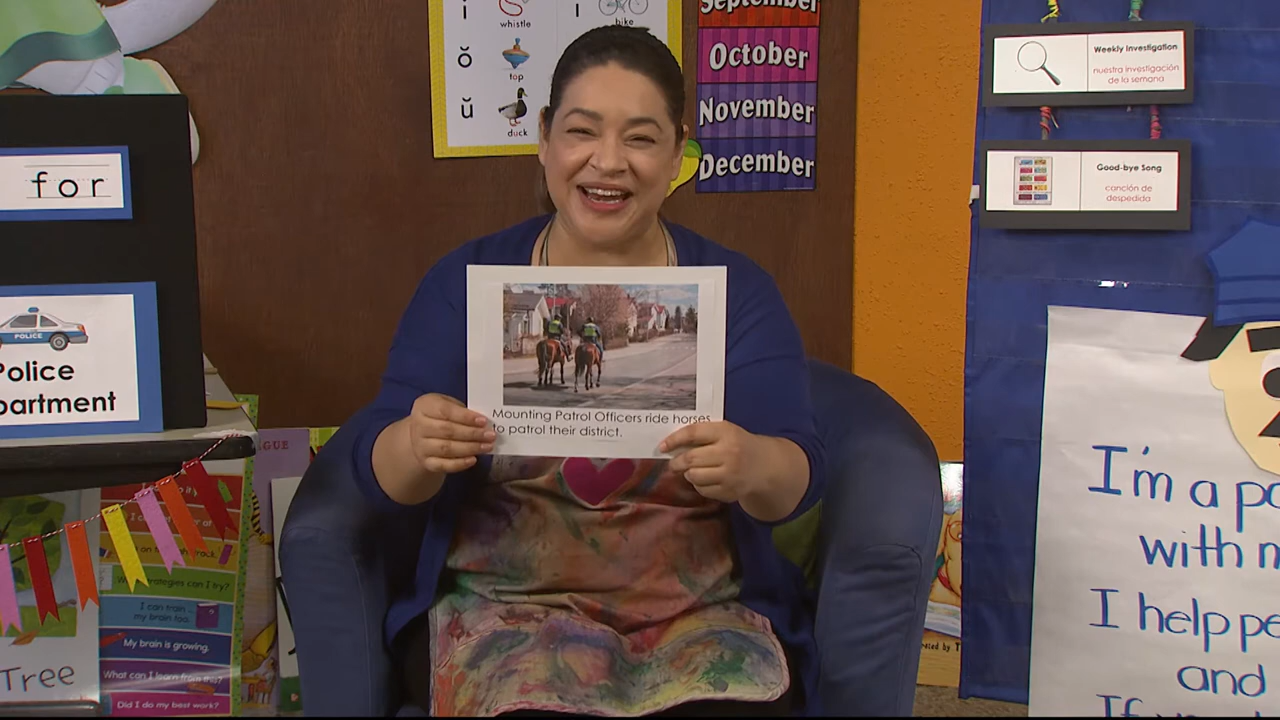 ĭ
whistle
ī
bike
ŏ
top
ŭ
duck
September
October
November
December
Weekly Investigation
nuestra investigación
de la semana
Good-bye Song
canción de
despedida
for
POLICE
Police
partment
Mounting Patrol Officers ride horses
to patrol their district.
I'm a po
with m
I help pe
and
If
Tree
strategies can I try?
I can train
my brain too.
My brain is growing.
What can I learn from this?
Did I do my best work?